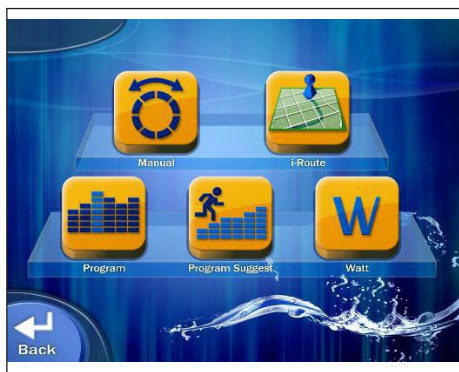 Manual
i-Route
W
Program
Program Suggest
Watt
Back